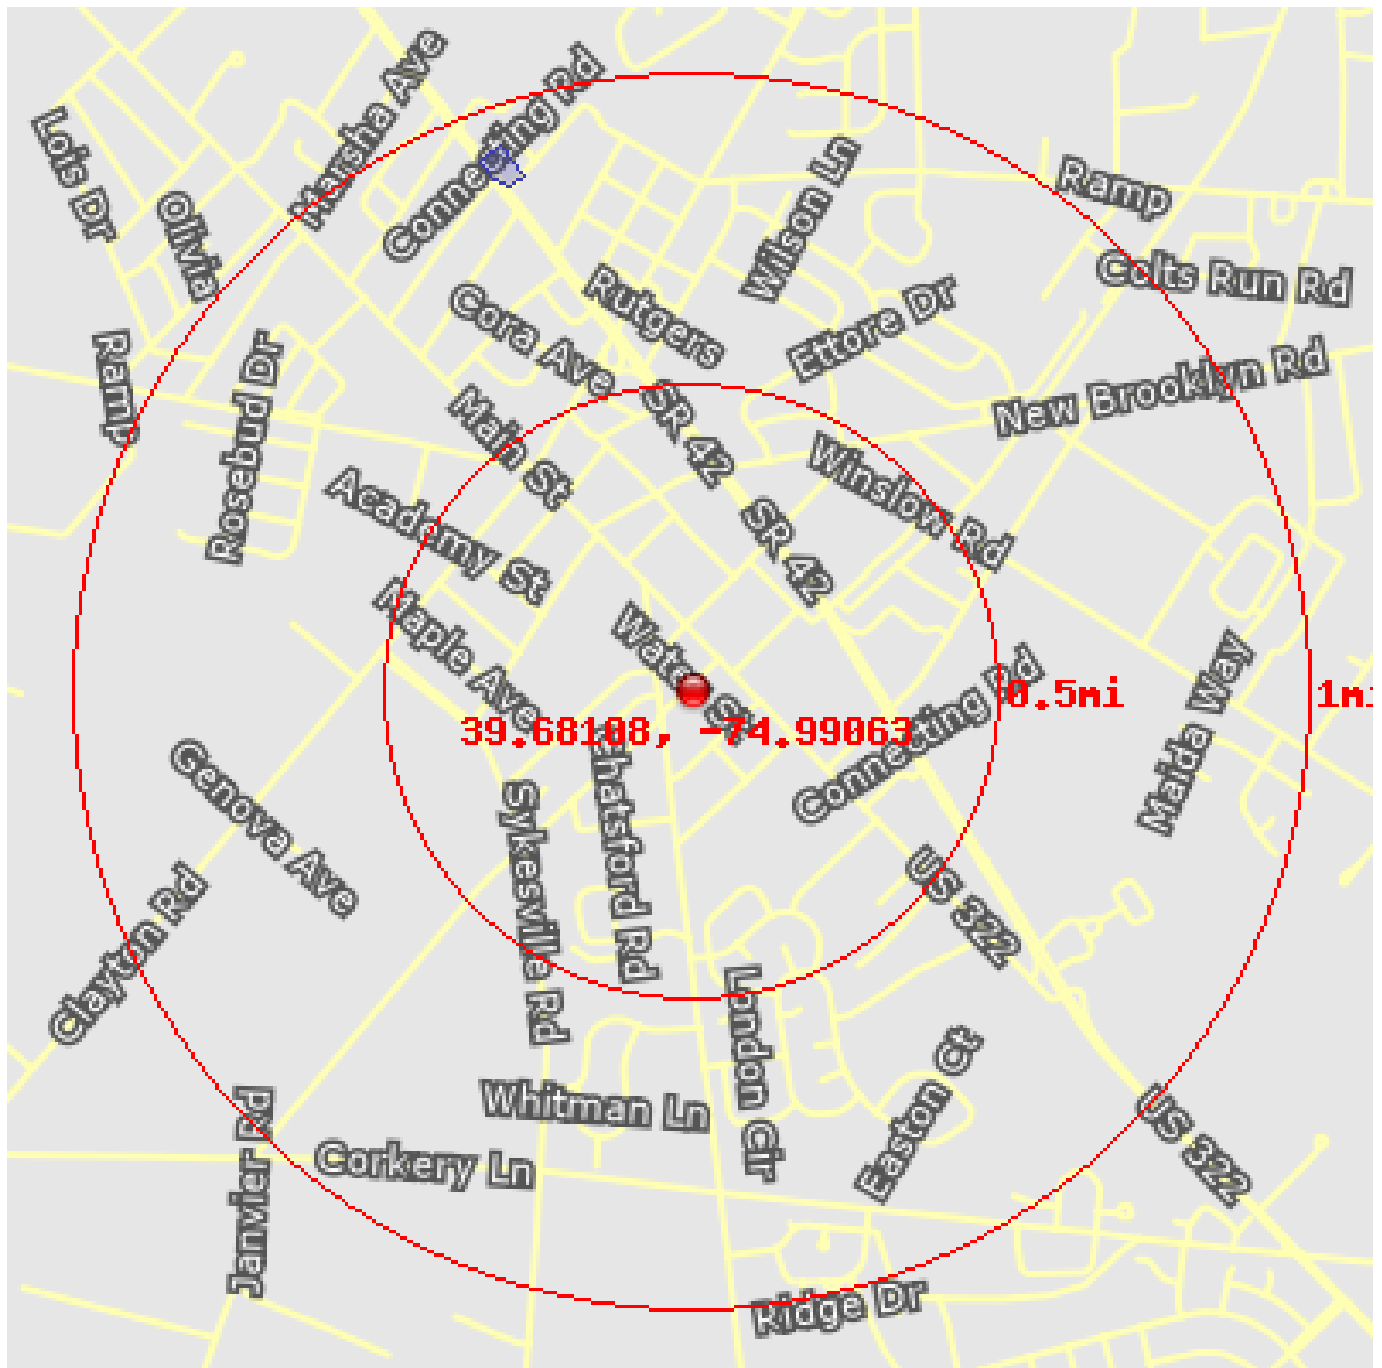 Marsha Ave
Connecting Rd
Lois Dr
Olivia
Wilson Ln
Ramp
Colts Run Rd
Rutgers
Cora Ave
Ettore Dr
Ramp
Rosebud Dr
New Brooklyn Rd
Main St
SR 42
Winslow Rd
Academy St
SR 42
Maple Ave
Water St
Connecting Rd
0.5mi
1mi
Maida Way
39.68108, -74.99063
Genova Ave
Chatsford Rd
Sykesville Rd
US 322
Clayton Rd
London Cir
Easton Ct
Whitman Ln
US 322
Janvier Rd
Corkery Ln
Ridge Dr